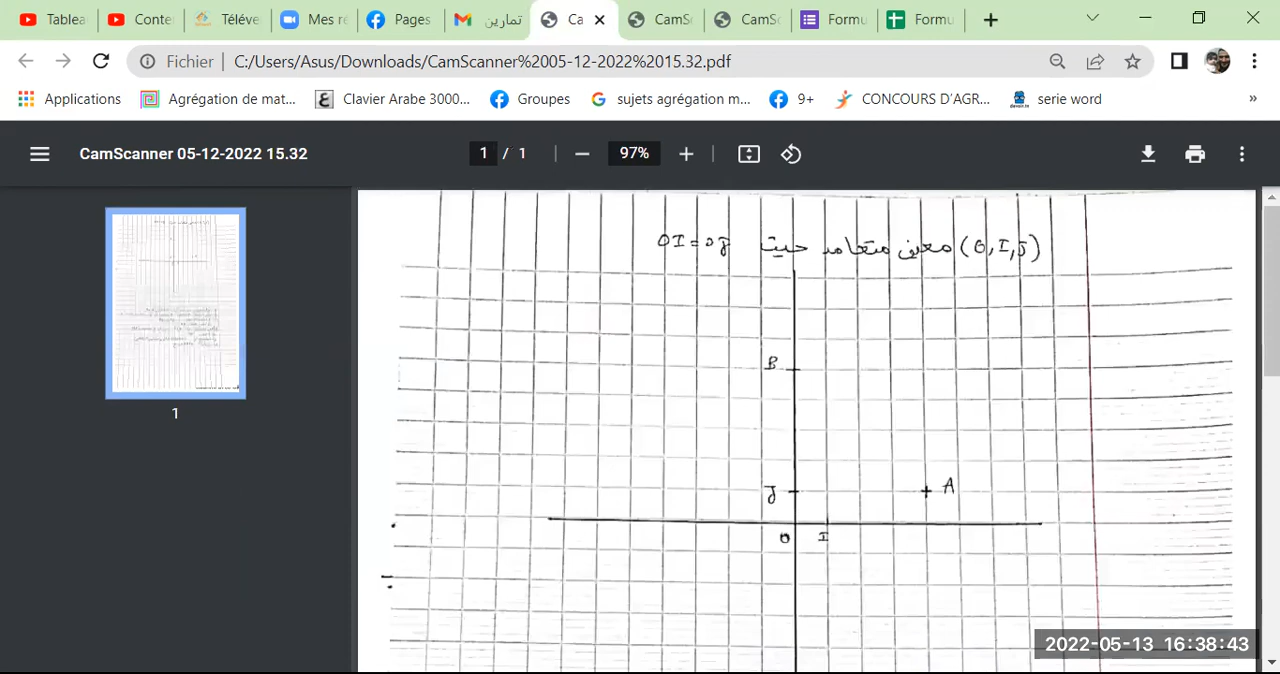 Tablea
Conte
Téléve
Mes ré
Pages
تمارين
Ca
CamSc
CamSc
Formu
Formu
Fichier
C:/Users/Asus/Downloads/CamScanner%2005-12-2022%2015.32.pdf
Applications
Agrégation de mat...
Clavier Arabe 3000...
Groupes
sujets agrégation m...
9+
CONCOURS D'AGR...
serie word
»
CamScanner 05-12-2022 15.32
1 / 1
97%
1
(O, I, J) معين متعامد حيث OI = OJ
B
J
A
O
I
2022-05-13 16:38:43